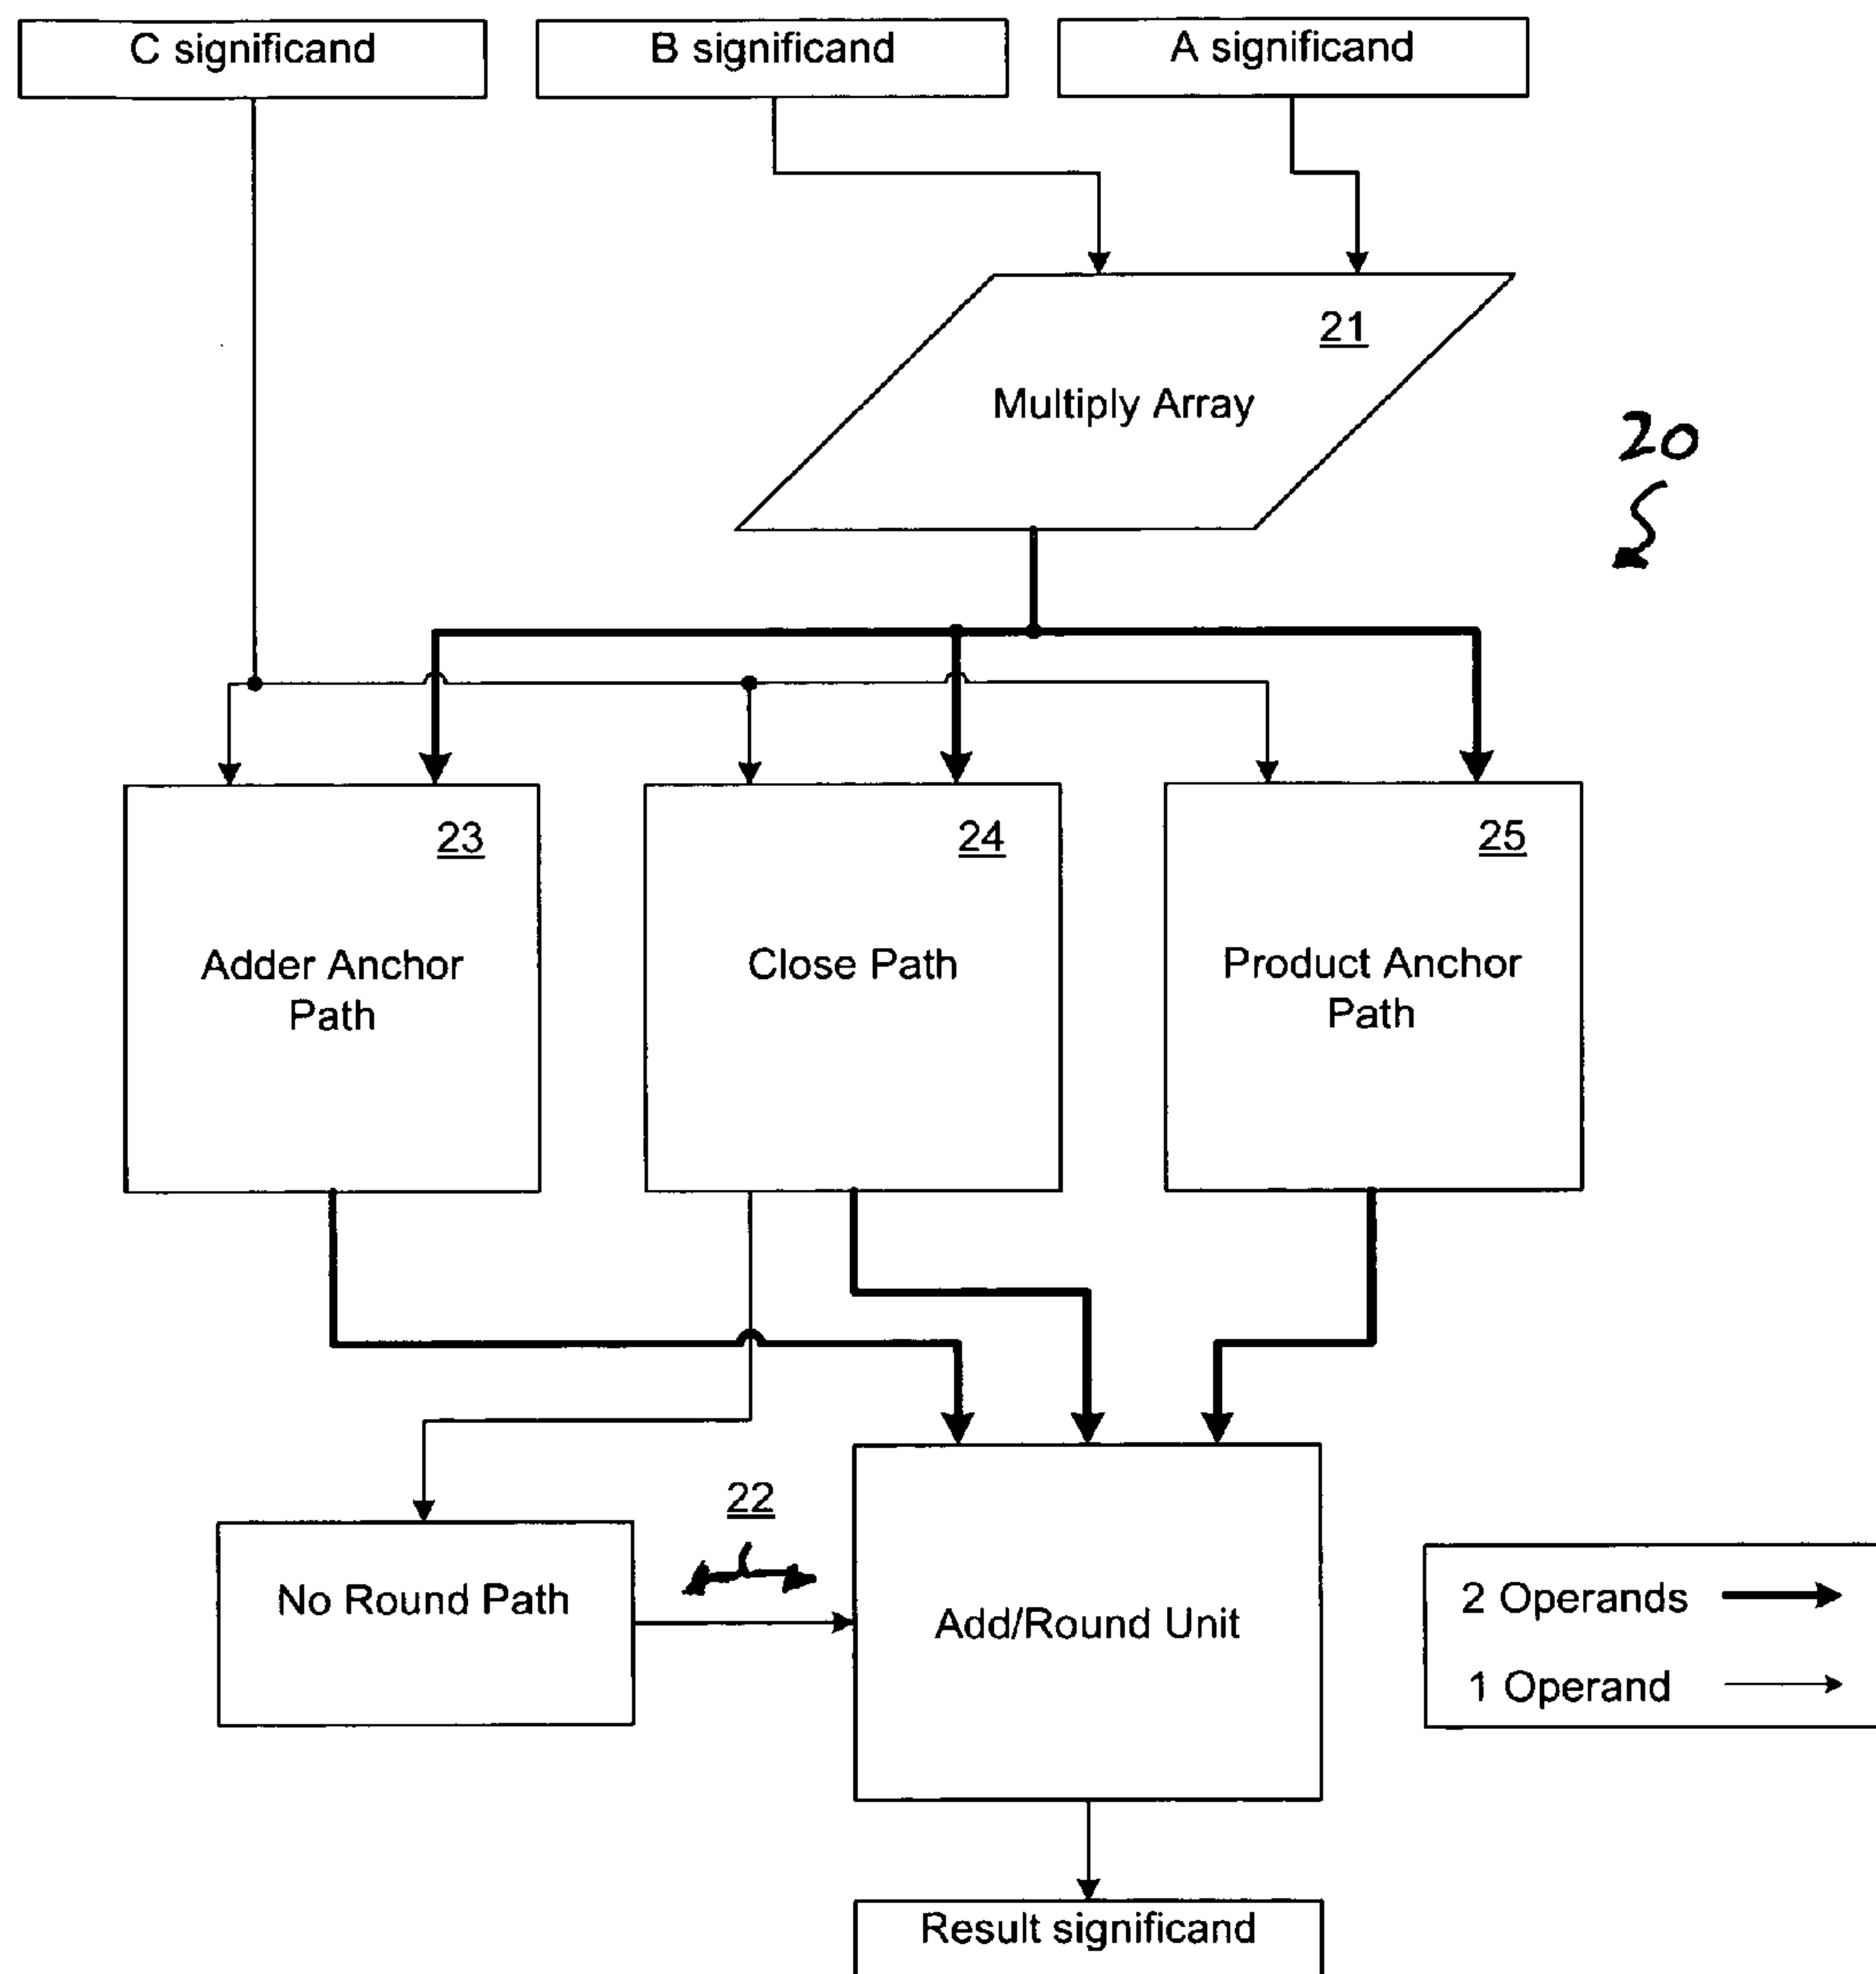 C significand
B significand
A significand
21
Multiply Array
20
23
24
25
Adder Anchor
Path
Close Path
Product Anchor
Path
22
No Round Path
Add/Round Unit
2 Operands
1 Operand
Result significand